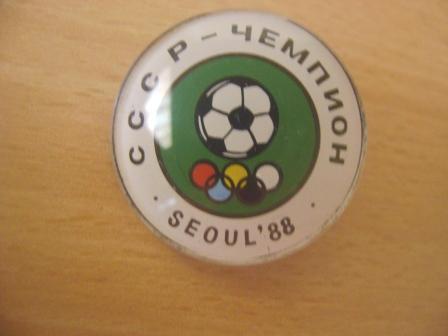 СССР - ЧЕМПИОН
· SEOUL'88 ·